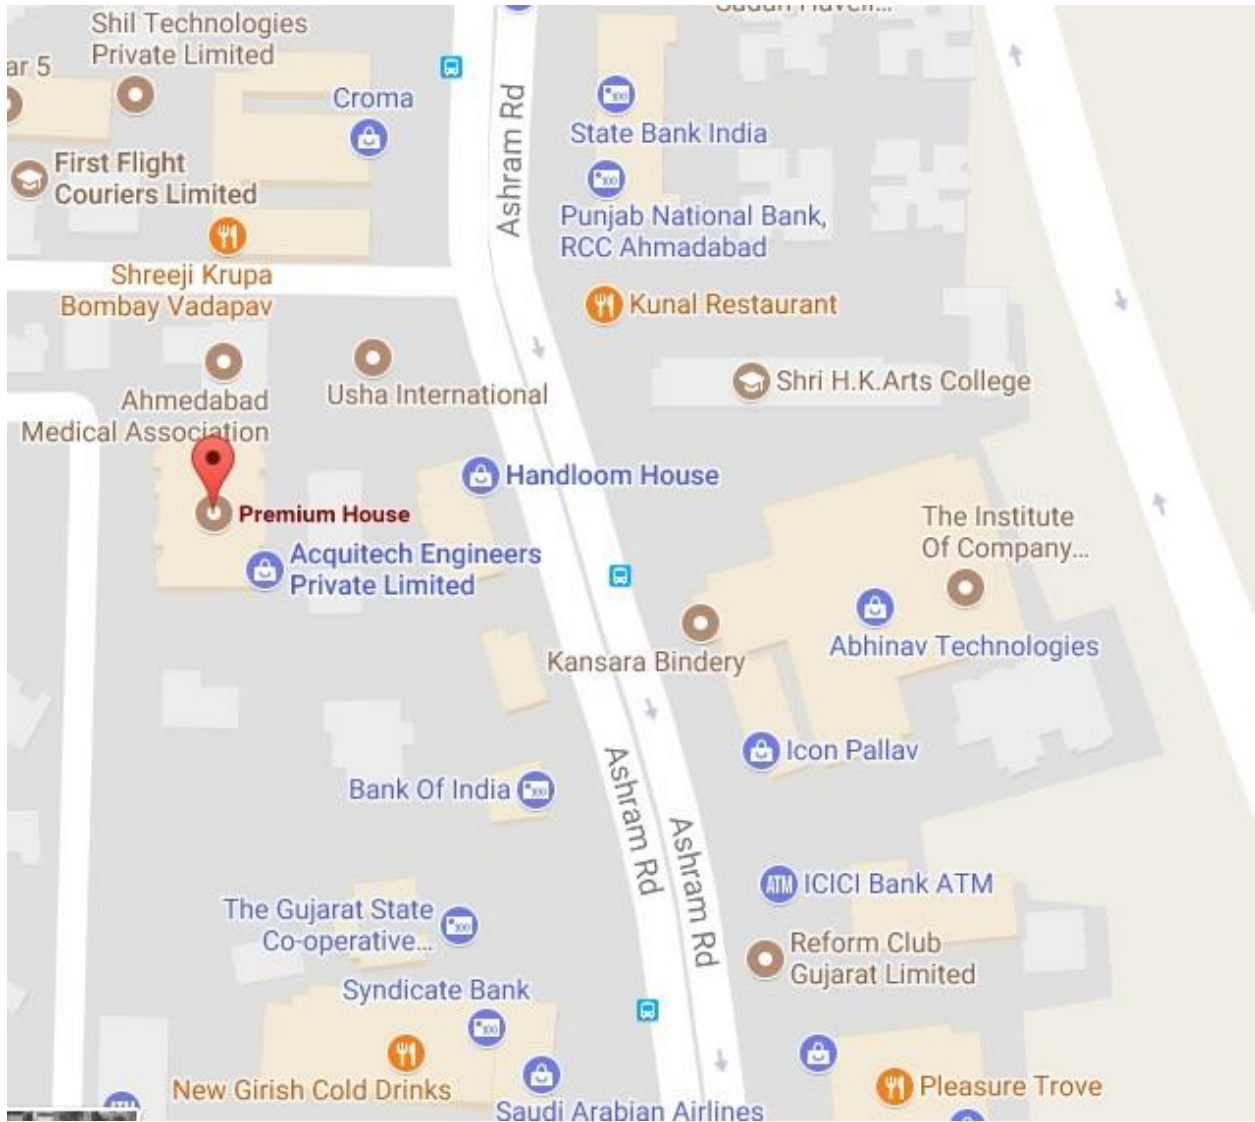 Shil Technologies
Private Limited
ar 5
Croma
First Flight
Couriers Limited
Shreeji Krupa
Bombay Vadapav
Ashram Rd
State Bank India
Punjab National Bank,
RCC Ahmadabad
Kunal Restaurant
Ahmedabad
Medical Association
Usha International
Shri H.K.Arts College
Handloom House
Premium House
Acquitech Engineers
Private Limited
The Institute
Of Company...
Abhinav Technologies
Kansara Bindery
Icon Pallav
Bank Of India
Ashram Rd
Ashram Rd
ATM
ICICI Bank ATM
The Gujarat State
Co-operative...
Reform Club
Gujarat Limited
Syndicate Bank
New Girish Cold Drinks
Pleasure Trove
Saudi Arabian Airlines